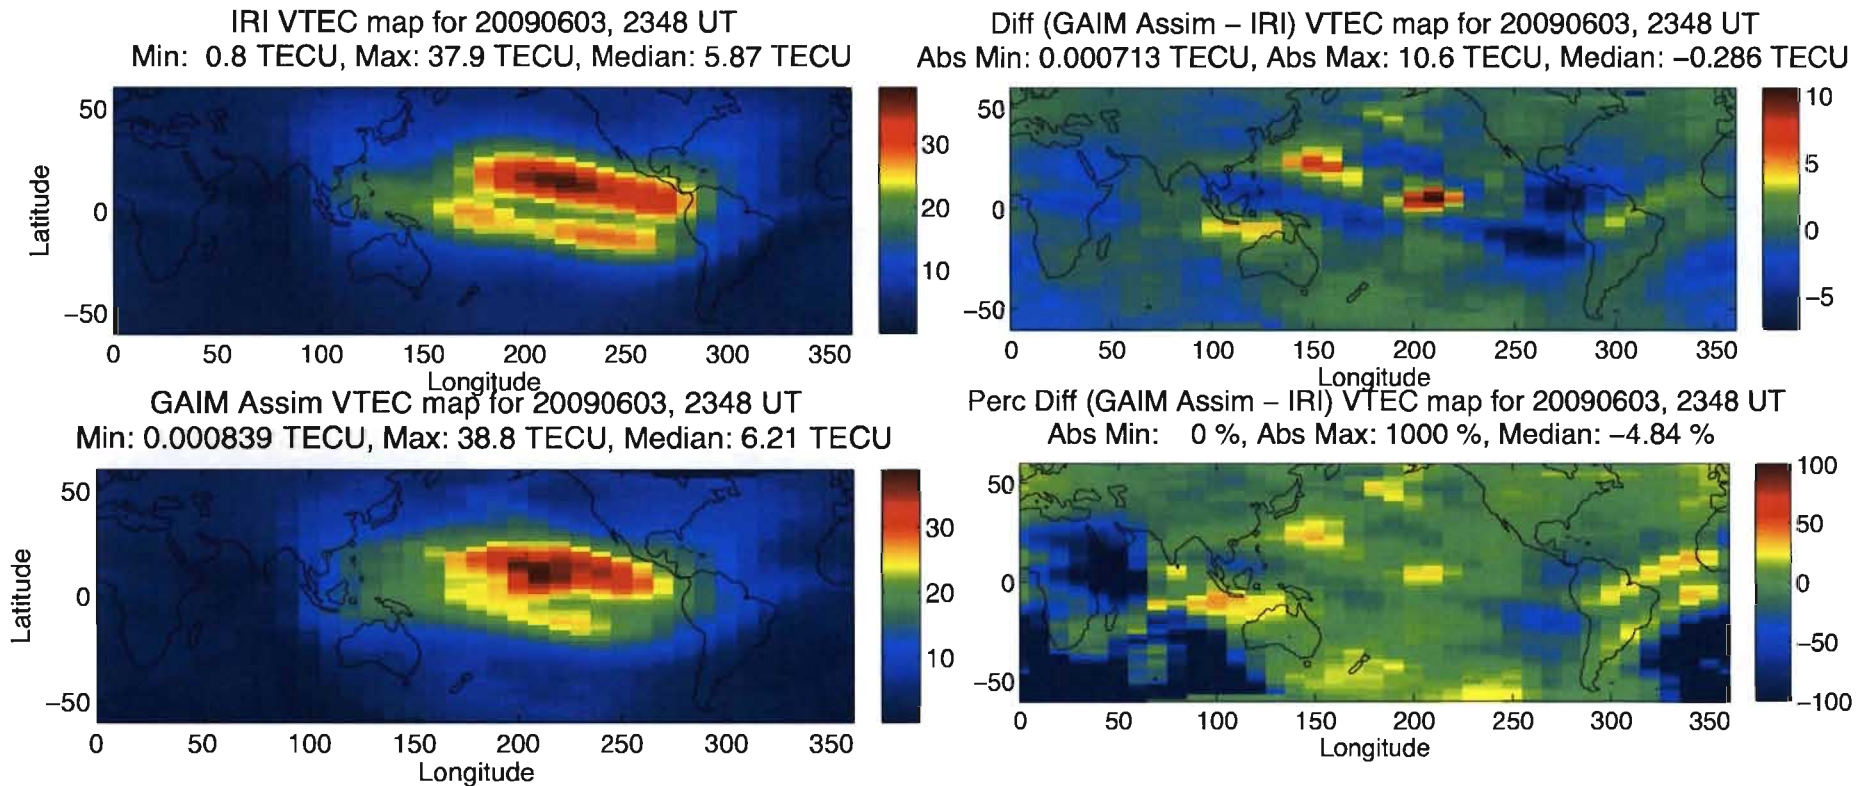 IRI VTEC map for 20090603, 2348 UT
Min: 0.8 TECU, Max: 37.9 TECU, Median: 5.87 TECU
Latitude
50
0
−50
0 50 100 150 200 250 300 350
Longitude
30
20
10
Diff (GAIM Assim − IRI) VTEC map for 20090603, 2348 UT
Abs Min: 0.000713 TECU, Abs Max: 10.6 TECU, Median: −0.286 TECU
50
0
−50
0 50 100 150 200 250 300 350
Longitude
10
5
0
−5
GAIM Assim VTEC map for 20090603, 2348 UT
Min: 0.000839 TECU, Max: 38.8 TECU, Median: 6.21 TECU
Latitude
50
0
−50
0 50 100 150 200 250 300 350
Longitude
30
20
10
Perc Diff (GAIM Assim − IRI) VTEC map for 20090603, 2348 UT
Abs Min: 0 %, Abs Max: 1000 %, Median: −4.84 %
50
0
−50
0 50 100 150 200 250 300 350
Longitude
100
50
0
−50
−100